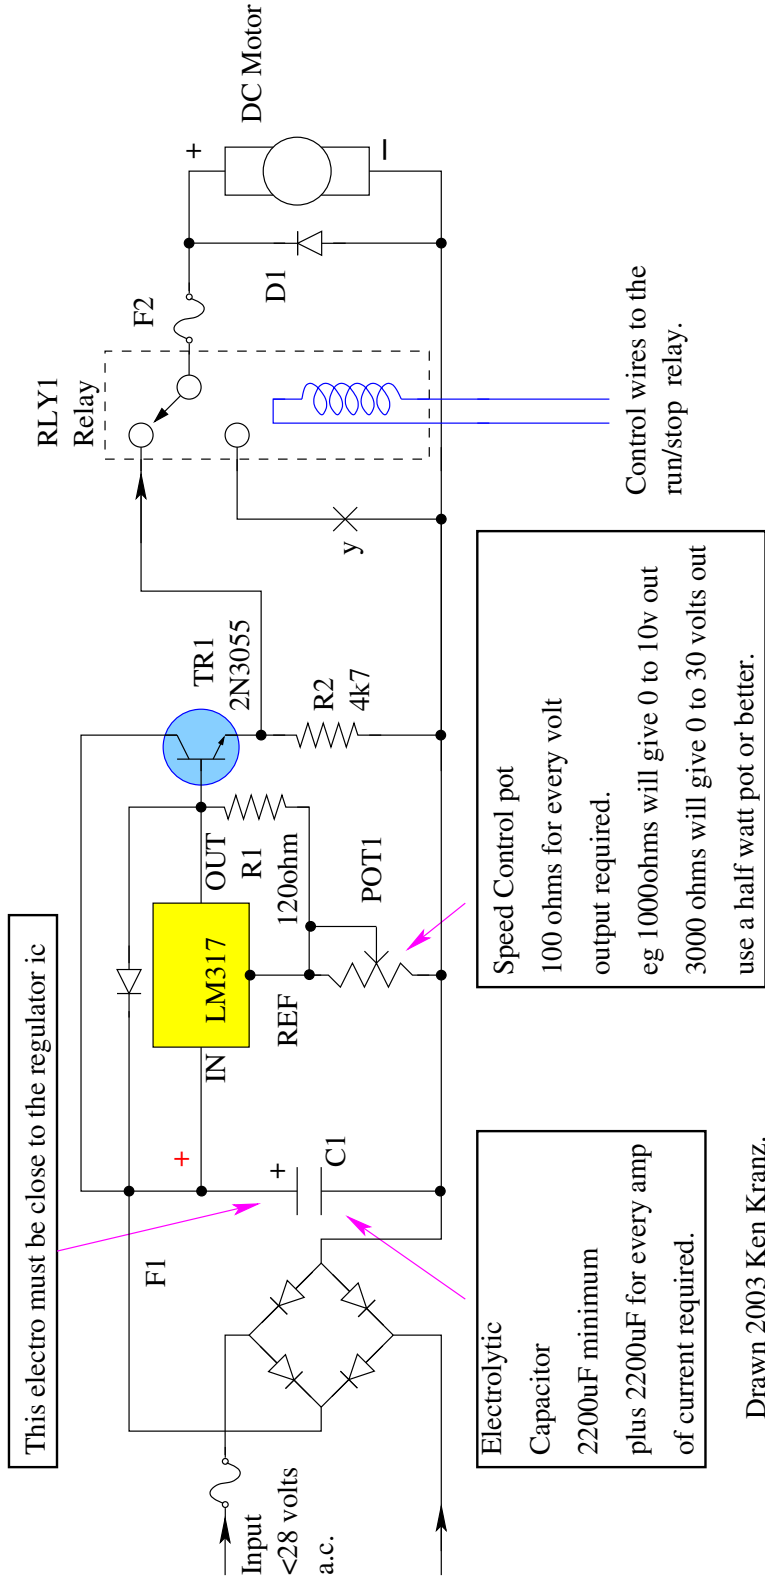 This electro must be close to the regulator ic
Input
<28 volts
a.c.
F1
+
+
C1
IN
LM317
OUT
REF
R1
120ohm
POT1
TR1
2N3055
R2
4k7
y
RLY1
Relay
F2
D1
+
–
DC Motor
Control wires to the
run/stop relay.
Electrolytic
Capacitor
2200uF minimum
plus 2200uF for every amp
of current required.
Speed Control pot
100 ohms for every volt
output required.
eg 1000ohms will give 0 to 10v out
3000 ohms will give 0 to 30 volts out
use a half watt pot or better.
Drawn 2003 Ken Kranz.